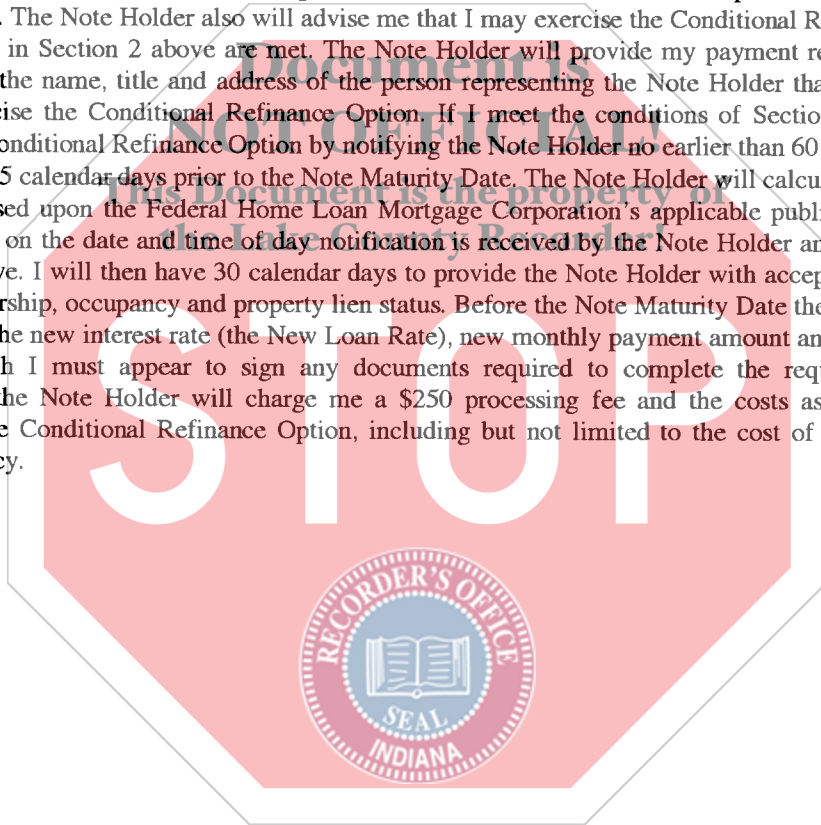 . The Note Holder also will advise me that I may exercise the Conditional R
in Section 2 above are met. The Note Holder will provide my payment re
the name, title and address of the person representing the Note Holder tha
ise the Conditional Refinance Option. If I meet the conditions of Section
onditional Refinance Option by notifying the Note Holder no earlier than 60
5 calendar days prior to the Note Maturity Date. The Note Holder will calcu
sed upon the Federal Home Loan Mortgage Corporation's applicable publi
on the date and time of day notification is received by the Note Holder an
ve. I will then have 30 calendar days to provide the Note Holder with accep
rship, occupancy and property lien status. Before the Note Maturity Date the
he new interest rate (the New Loan Rate), new monthly payment amount an
h I must appear to sign any documents required to complete the requ
he Note Holder will charge me a $250 processing fee and the costs as
e Conditional Refinance Option, including but not limited to the cost of
cy.
Document is
NOT OFFICIAL!
This Document is the property of
the Lake County Recorder!
STOP
RECORDER'S OFFICE
SEAL
INDIANA